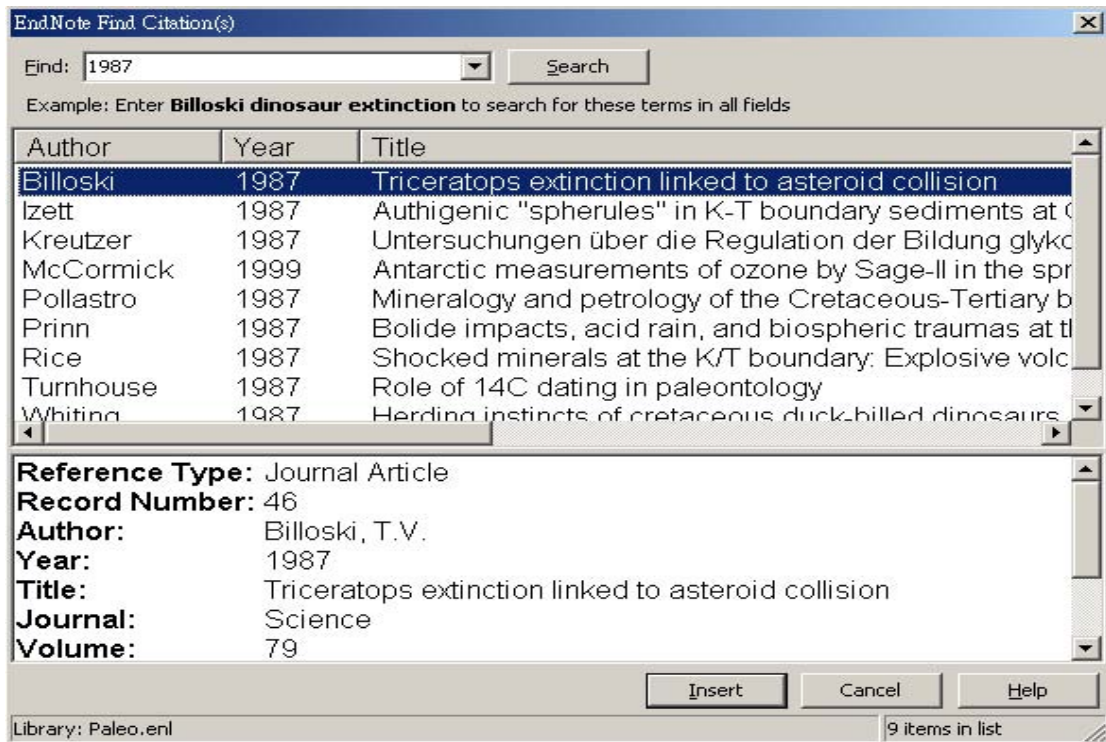 EndNote Find Citation(s)
Find: 1987 Search
Example: Enter Billoski dinosaur extinction to search for these terms in all fields
Author Year Title
Billoski 1987 Triceratops extinction linked to asteroid collision
Izett 1987 Authigenic "spherules" in K-T boundary sediments at
Kreutzer 1987 Untersuchungen über die Regulation der Bildung glyko
McCormick 1999 Antarctic measurements of ozone by Sage-II in the spr
Pollastro 1987 Mineralogy and petrology of the Cretaceous-Tertiary b
Prinn 1987 Bolide impacts, acid rain, and biospheric traumas at th
Rice 1987 Shocked minerals at the K/T boundary: Explosive volc
Turnhouse 1987 Role of 14C dating in paleontology
Whiting 1987 Herding instincts of cretaceous duck-billed dinosaurs
Reference Type: Journal Article
Record Number: 46
Author: Billoski, T.V.
Year: 1987
Title: Triceratops extinction linked to asteroid collision
Journal: Science
Volume: 79
Insert Cancel Help
Library: Paleo.enl 9 items in list